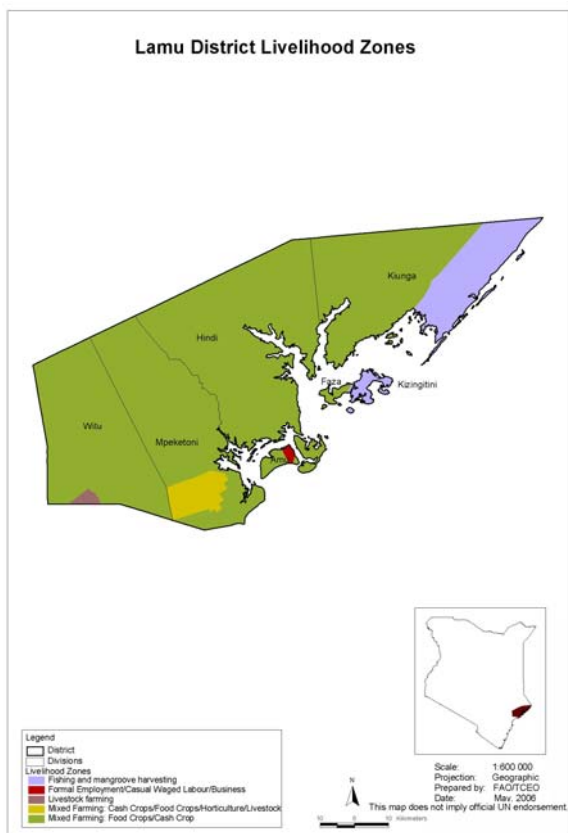 Lamu District Livelihood Zones
Kiunga
Hindi
Faza
Kizingitini
Witu
Mpeketoni
Legend
District
Divisions
Livelihood Zones
Fishing and mangroove harvesting
Formal Employment/Casual Waged Labour/Business
Livestock farming
Mixed Farming: Cash Crops/Food Crops/Horticulture/Livestock
Mixed Farming: Food Crops/Cash Crop
N
10 0 10 Kilometers
Scale: 1:600 000
Projection: Geographic
Prepared by: FAO/TCEO
Date: May, 2006
This map does not imply official UN endorsement.